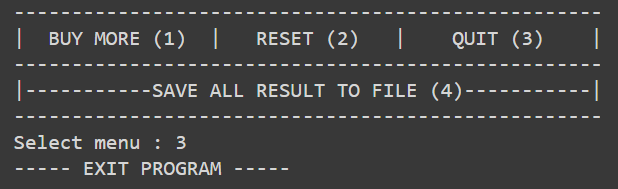 --------------------------------------------------
|  BUY MORE (1)  |   RESET (2)   |    QUIT (3)    |
--------------------------------------------------
|-----------SAVE ALL RESULT TO FILE (4)-----------|
--------------------------------------------------
Select menu : 3
----- EXIT PROGRAM -----